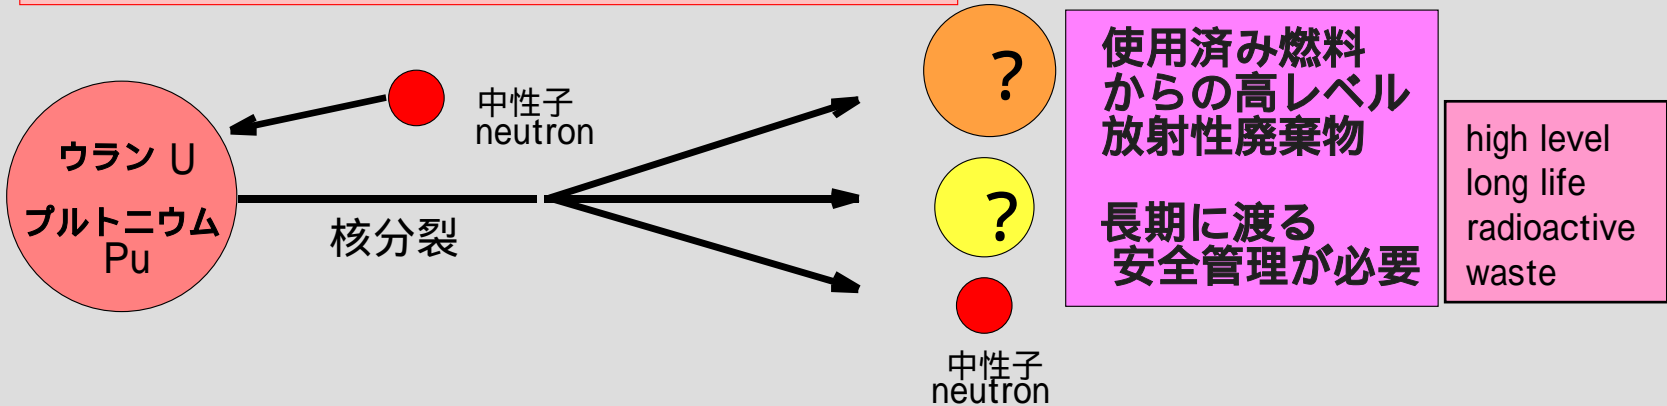 ウラン U
プルトニウム
Pu
中性子
neutron
核分裂
?
?
中性子
neutron
使用済み燃料
からの高レベル
放射性廃棄物
長期に渡る
安全管理が必要
high level
long life
radioactive
waste